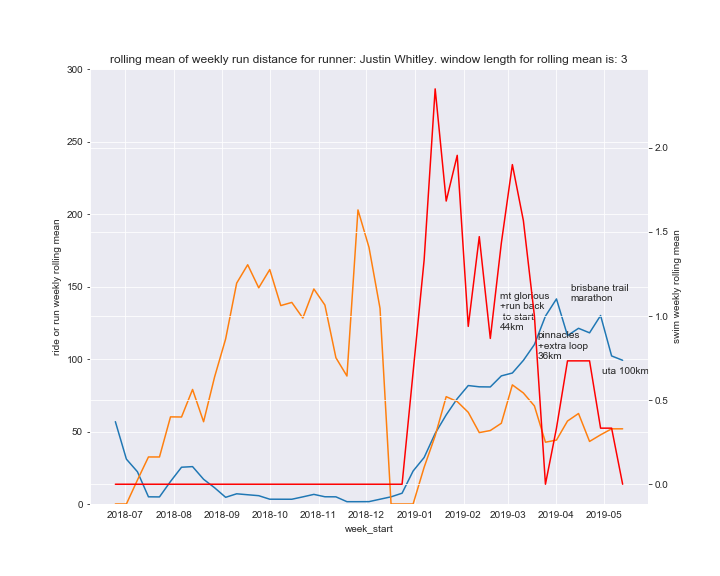 rolling mean of weekly run distance for runner: Justin Whitley. window length for rolling mean is: 3
300
250
200
150
100
50
0
ride or run weekly rolling mean
2.0
1.5
1.0
0.5
0.0
swim weekly rolling mean
mt glorious
+run back
to start
44km
pinnacles
+extra loop
36km
brisbane trail
marathon
uta 100km
2018-07 2018-08 2018-09 2018-10 2018-11 2018-12 2019-01 2019-02 2019-03 2019-04 2019-05
week_start